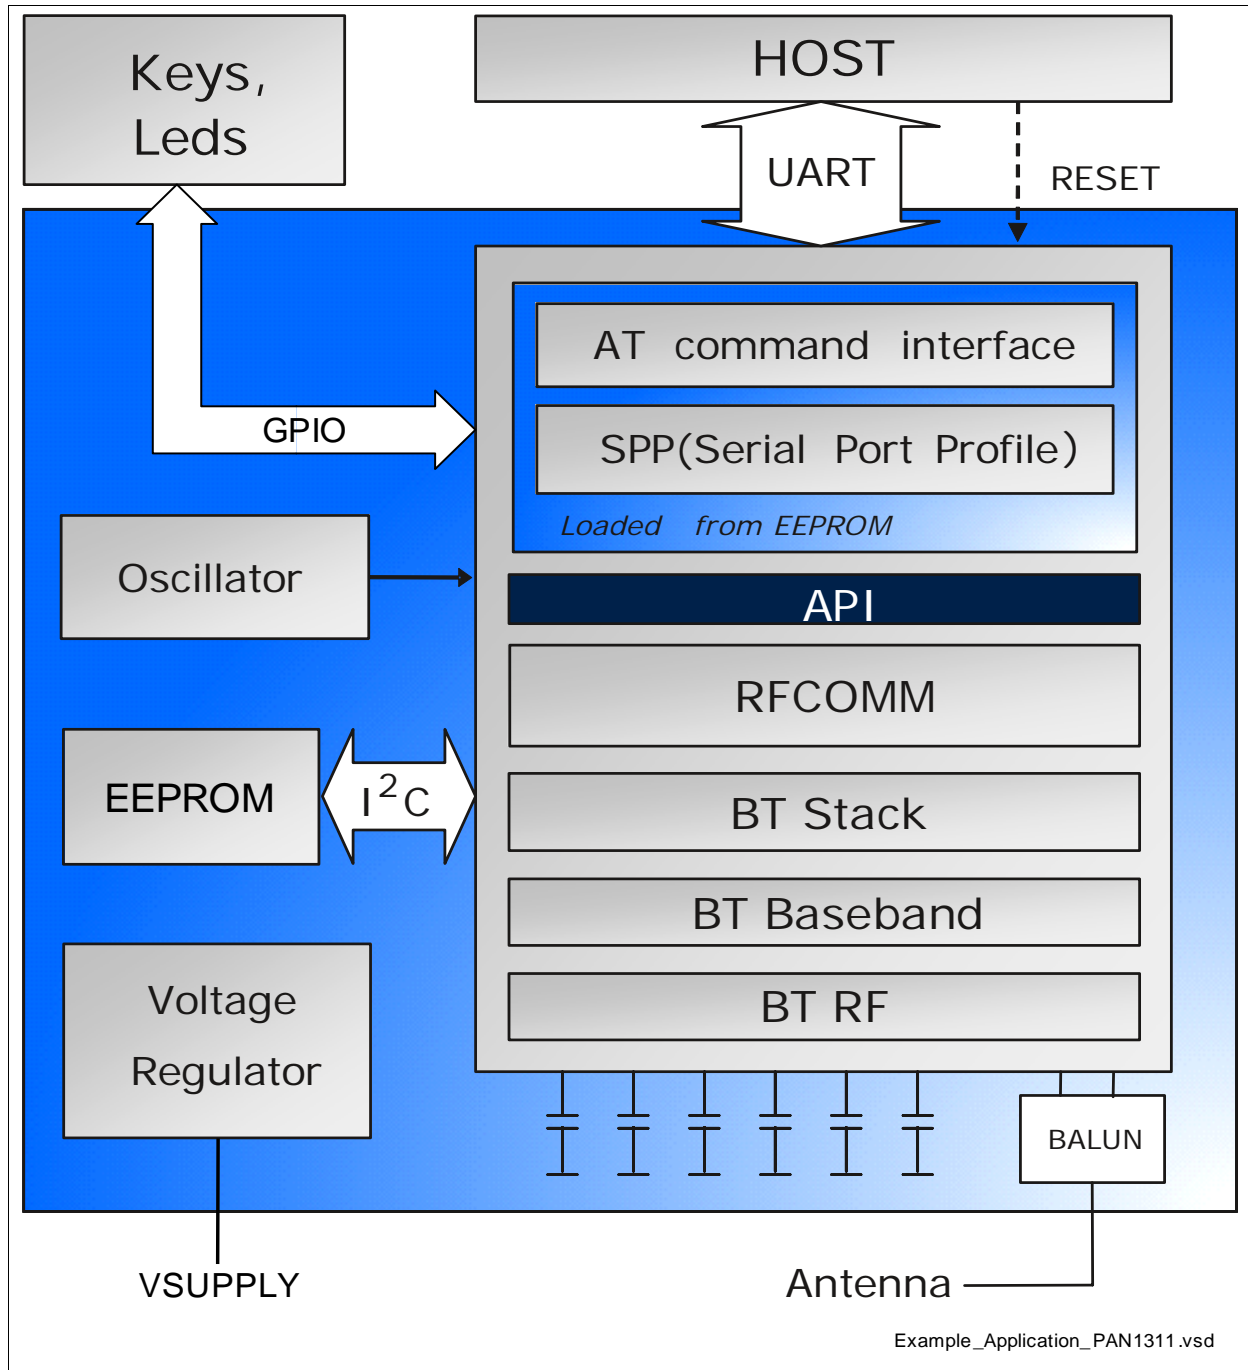 Keys,
Leds
HOST
UART
RESET
AT command interface
SPP(Serial Port Profile)
Loaded from EEPROM
GPIO
Oscillator
API
RFCOMM
EEPROM
I²C
BT Stack
BT Baseband
Voltage
Regulator
BT RF
BALUN
VSUPPLY
Antenna
Example_Application_PAN1311.vsd